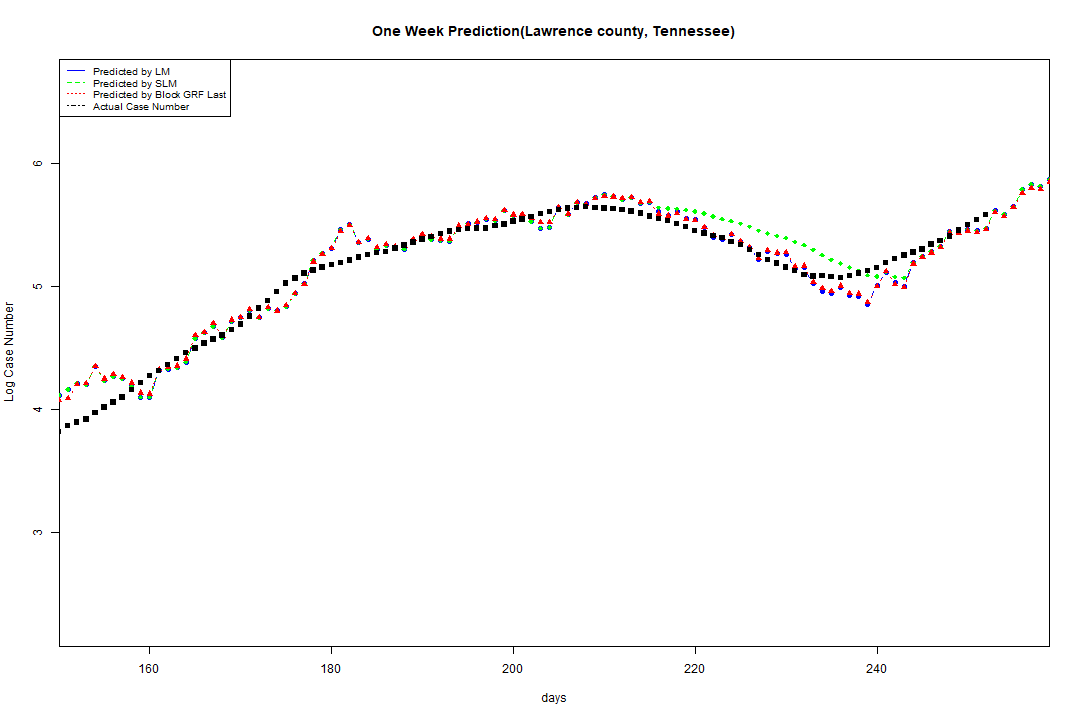 One Week Prediction(Lawrence county, Tennessee)
Predicted by LM
Predicted by SLM
Predicted by Block GRF Last
Actual Case Number
6
5
4
3
Log Case Number
160 180 200 220 240
days